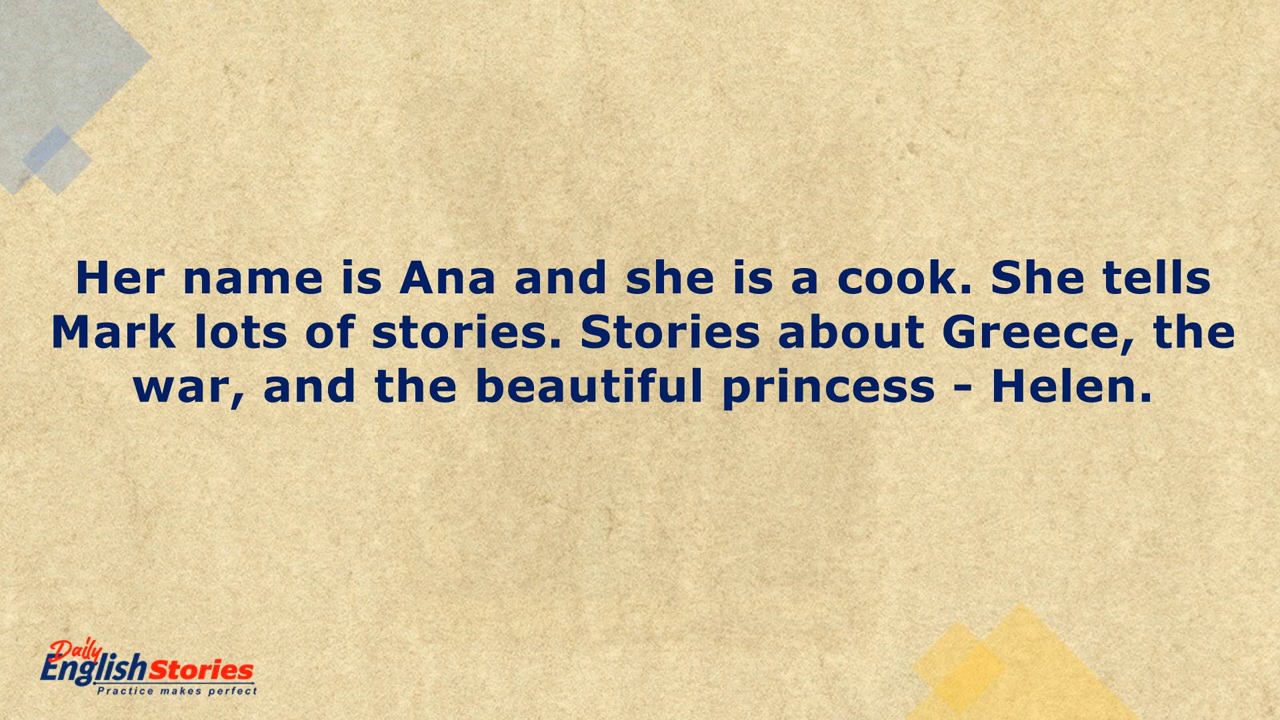 Her name is Ana and she is a cook. She tells
Mark lots of stories. Stories about Greece, the
war, and the beautiful princess - Helen.
Daily
English Stories
Practice makes perfect